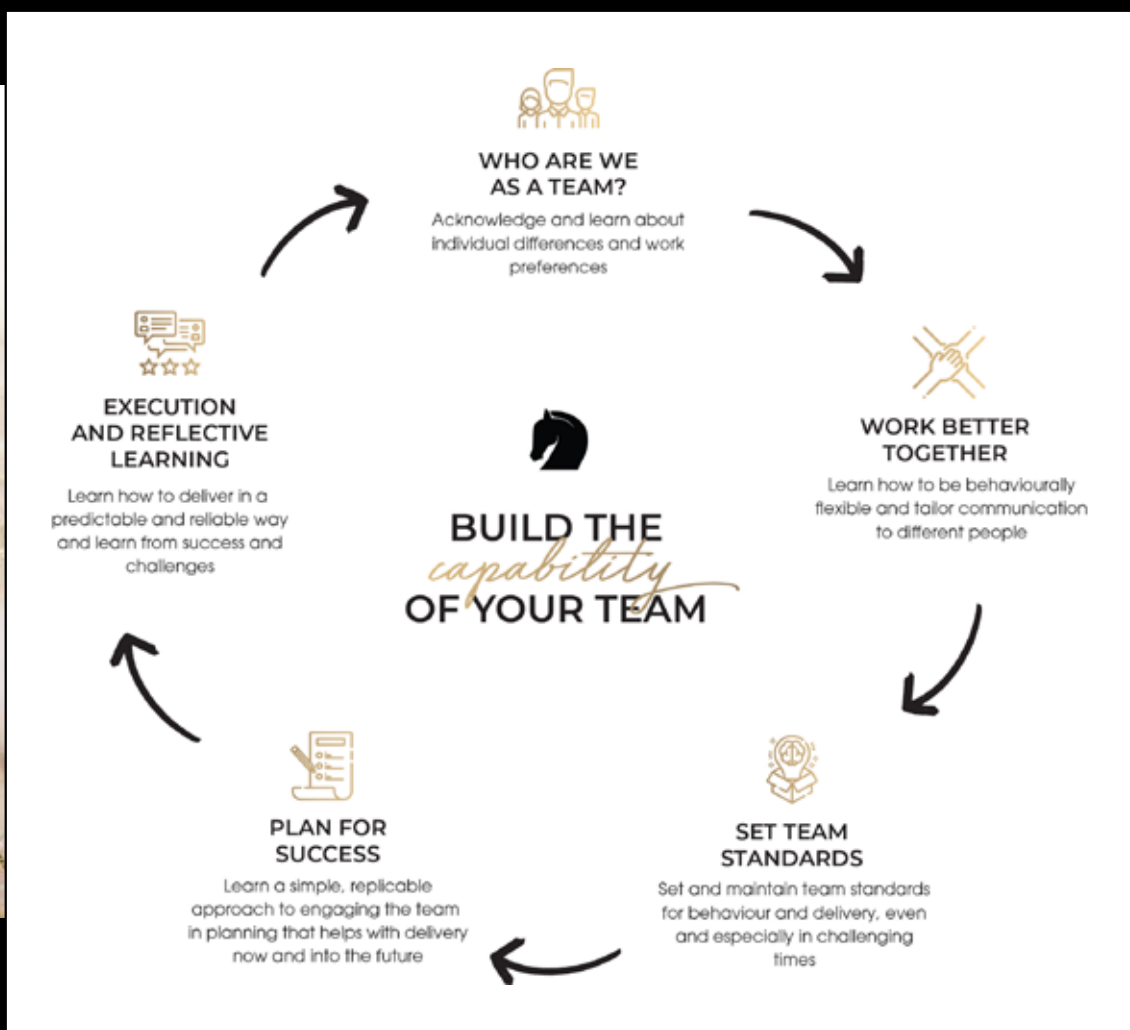 WHO ARE WE
AS A TEAM?
Acknowledge and learn about
individual differences and work
preferences
WORK BETTER
TOGETHER
Learn how to be behaviourally
flexible and tailor communication
to different people
SET TEAM
STANDARDS
Set and maintain team standards
for behaviour and delivery, even
and especially in challenging
times
PLAN FOR
SUCCESS
Learn a simple, replicable
approach to engaging the team
in planning that helps with delivery
now and into the future
EXECUTION
AND REFLECTIVE
LEARNING
Learn how to deliver in a
predictable and reliable way
and learn from success and
challenges
BUILD THE
capability
OF YOUR TEAM